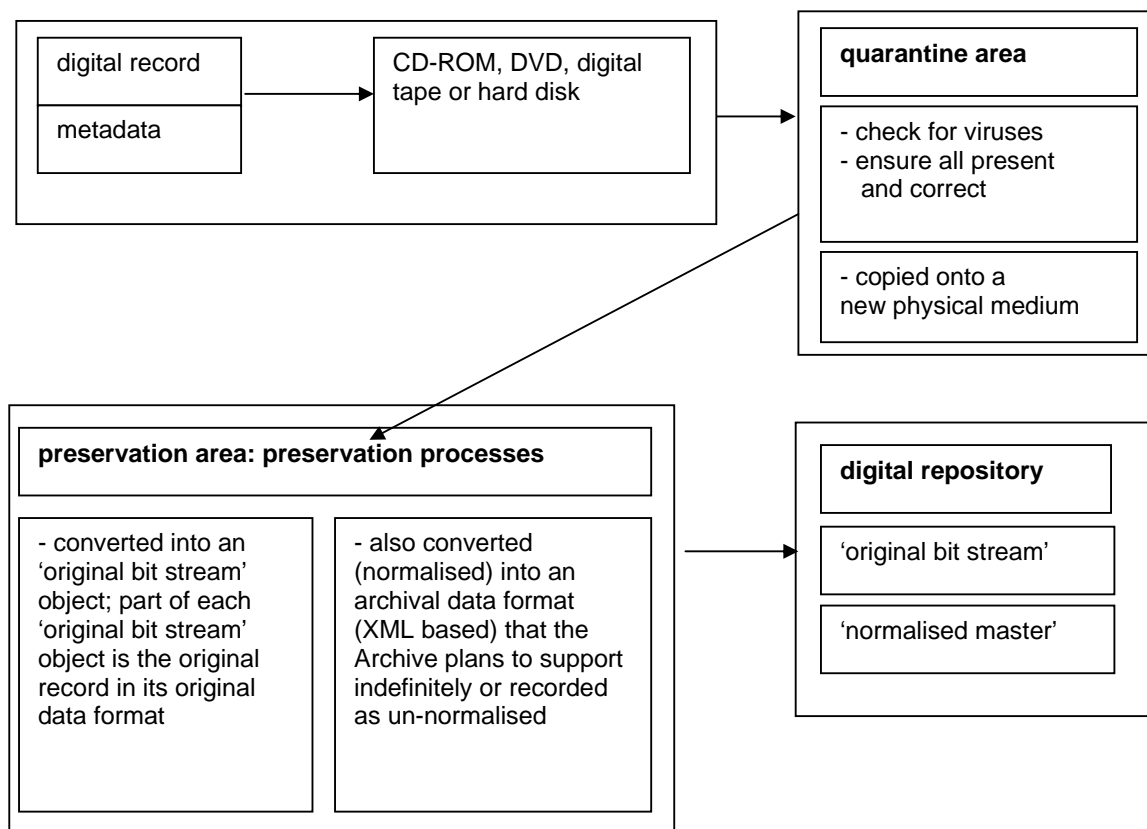 digital record
metadata
CD-ROM, DVD, digital
tape or hard disk
quarantine area
- check for viruses
- ensure all present
and correct
- copied onto a
new physical medium
preservation area: preservation processes
- converted into an
‘original bit stream’
object; part of each
‘original bit stream’
object is the original
record in its original
data format
- also converted
(normalised) into an
archival data format
(XML based) that the
Archive plans to support
indefinitely or recorded
as un-normalised
digital repository
‘original bit stream’
‘normalised master’